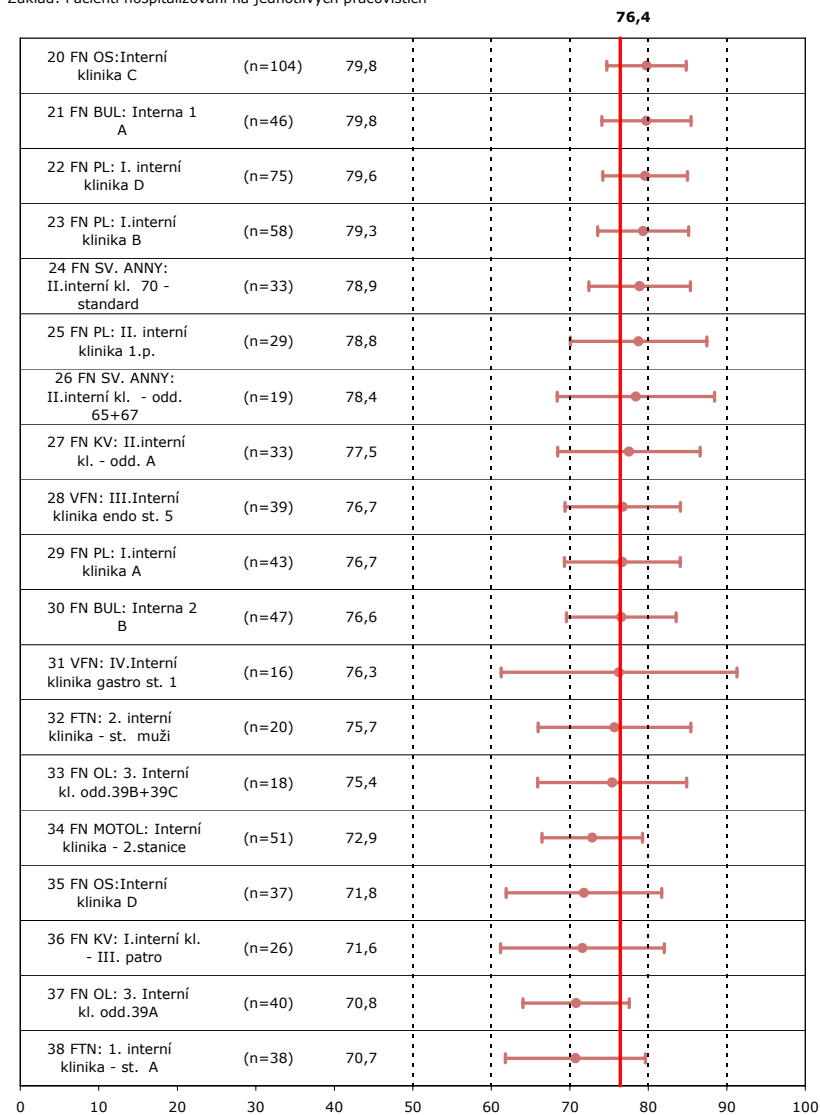 Základ: Pacienti hospitalizovaní na jednotlivých pracovištích
76,4
20 FN OS:Interní
klinika C
(n=104)
79,8
21 FN BUL: Interna 1
A
(n=46)
79,8
22 FN PL: I. interní
klinika D
(n=75)
79,6
23 FN PL: I.interní
klinika B
(n=58)
79,3
24 FN SV. ANNY:
II.interní kl. 70 -
standard
(n=33)
78,9
25 FN PL: II. interní
klinika 1.p.
(n=29)
78,8
26 FN SV. ANNY:
II.interní kl. - odd.
65+67
(n=19)
78,4
27 FN KV: II.interní
kl. - odd. A
(n=33)
77,5
28 VFN: III.Interní
klinika endo st. 5
(n=39)
76,7
29 FN PL: I.interní
klinika A
(n=43)
76,7
30 FN BUL: Interna 2
B
(n=47)
76,6
31 VFN: IV.Interní
klinika gastro st. 1
(n=16)
76,3
32 FTN: 2. interní
klinika - st. muži
(n=20)
75,7
33 FN OL: 3. Interní
kl. odd.39B+39C
(n=18)
75,4
34 FN MOTOL: Interní
klinika - 2.stanice
(n=51)
72,9
35 FN OS:Interní
klinika D
(n=37)
71,8
36 FN KV: I.interní kl.
- III. patro
(n=26)
71,6
37 FN OL: 3. Interní
kl. odd.39A
(n=40)
70,8
38 FTN: 1. interní
klinika - st. A
(n=38)
70,7
0 10 20 30 40 50 60 70 80 90 100